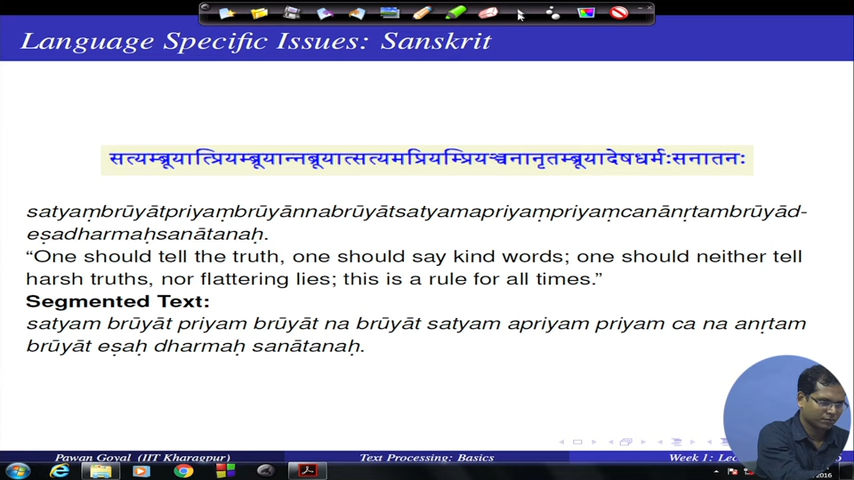 Language Specific Issues: Sanskrit
सत्यम्ब्रूयात्प्रियम्ब्रूयान्नब्रूयात्सत्यमप्रियम्प्रियञ्चनानृतम्ब्रूयादेषधर्मःसनातनः
satyaṃbrūyātpriyaṃbrūyānnabrūyātsatyamapriyaṃpriyaṃcanānṛtambrūyād-
eṣadharmaḥsanātanaḥ.
“One should tell the truth, one should say kind words; one should neither tell
harsh truths, nor flattering lies; this is a rule for all times.”
Segmented Text:
satyam brūyāt priyam brūyāt na brūyāt satyam apriyam priyam ca na anṛtam
brūyāt eṣaḥ dharmaḥ sanātanaḥ.
Pawan Goyal (IIT Kharagpur) Text Processing: Basics Week 1:
2016